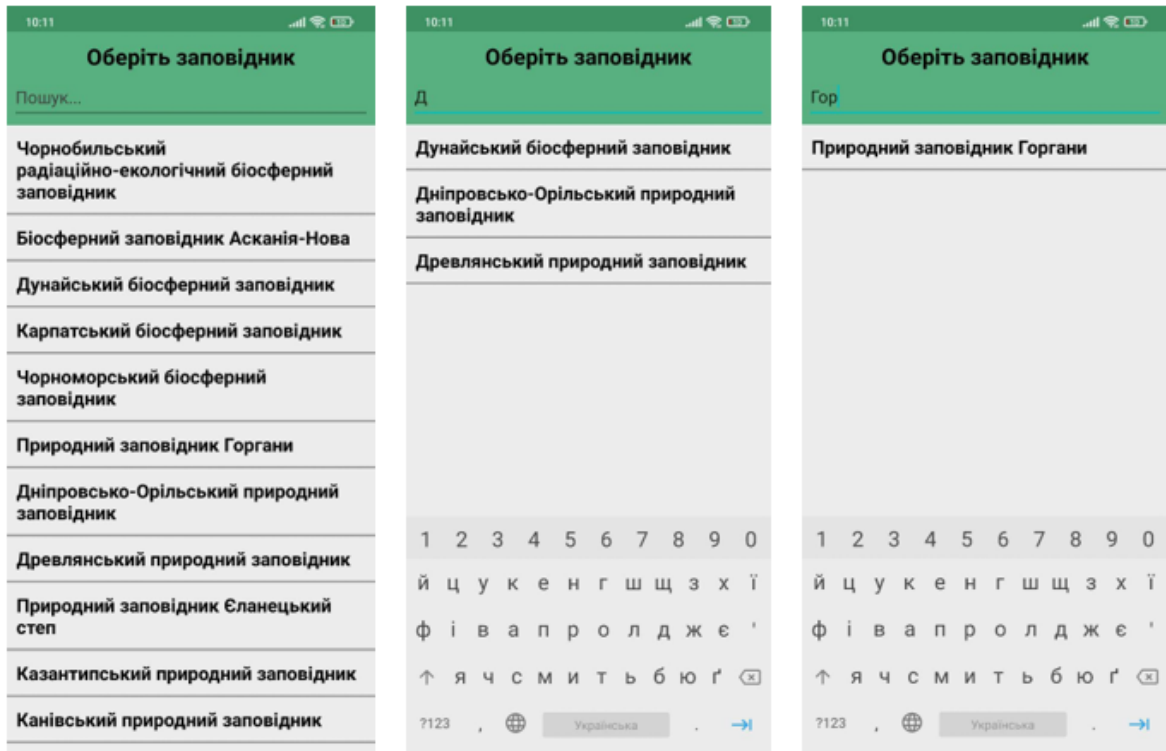 10:11
Оберіть заповідник
Пошук...
Чорнобильський
радіаційно-екологічний біосферний
заповідник
Біосферний заповідник Асканія-Нова
Дунайський біосферний заповідник
Карпатський біосферний заповідник
Чорноморський біосферний
заповідник
Природний заповідник Горгани
Дніпровсько-Орільський природний
заповідник
Древлянський природний заповідник
Природний заповідник Єланецький
степ
Казантипський природний заповідник
Канівський природний заповідник
10:11
Оберіть заповідник
Д
Дунайський біосферний заповідник
Дніпровсько-Орільський природний
заповідник
Древлянський природний заповідник
1 2 3 4 5 6 7 8 9 0
й ц у к е н г ш щ з х ї
ф і в а п р о л д ж є '
я ч с м и т ь б ю ґ
?123 , Українська .
10:11
Оберіть заповідник
Гор
Природний заповідник Горгани
1 2 3 4 5 6 7 8 9 0
й ц у к е н г ш щ з х ї
ф і в а п р о л д ж є '
я ч с м и т ь б ю ґ
?123 , Українська .